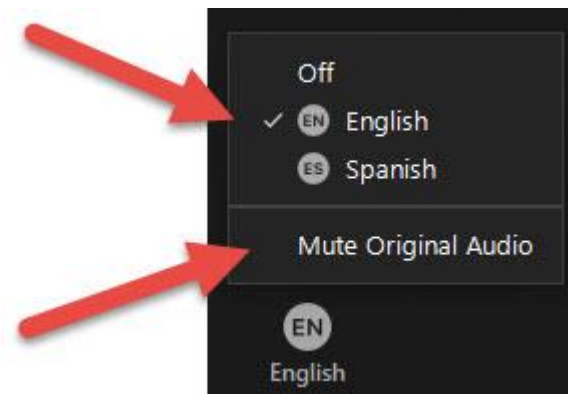 Off
EN English
ES Spanish
Mute Original Audio
EN
English